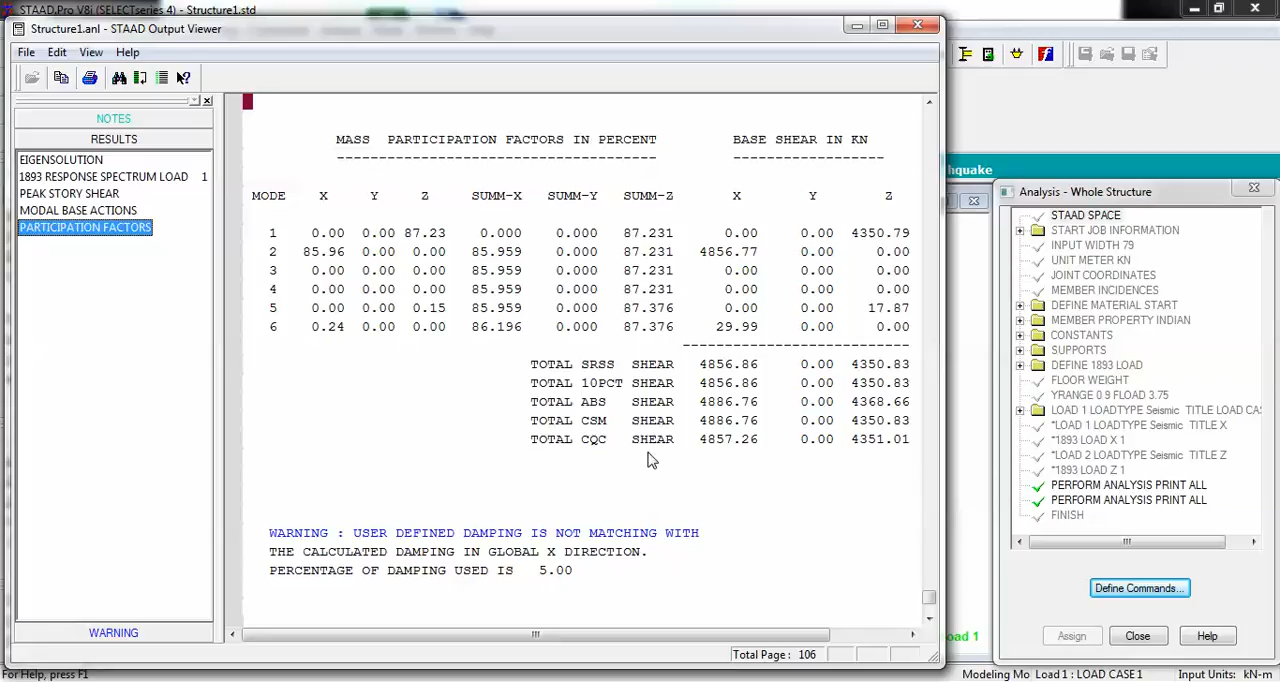 STAAD.Pro V8i (SELECTseries 4) - Structure1.std
Structure1.anl - STAAD Output Viewer
File Edit View Help
NOTES
RESULTS
EIGENSOLUTION
1893 RESPONSE SPECTRUM LOAD 1
PEAK STORY SHEAR
MODAL BASE ACTIONS
PARTICIPATION FACTORS
WARNING
MASS PARTICIPATION FACTORS IN PERCENT BASE SHEAR IN KN
MODE X Y Z SUMM-X SUMM-Y SUMM-Z X Y Z
1 0.00 0.00 87.23 0.000 0.000 87.231 0.00 0.00 4350.79
2 85.96 0.00 0.00 85.959 0.000 87.231 4856.77 0.00 0.00
3 0.00 0.00 0.00 85.959 0.000 87.231 0.00 0.00 0.00
4 0.00 0.00 0.00 85.959 0.000 87.231 0.00 0.00 0.00
5 0.00 0.00 0.15 85.959 0.000 87.376 0.00 0.00 17.87
6 0.24 0.00 0.00 86.196 0.000 87.376 29.99 0.00 0.00
TOTAL SRSS SHEAR 4856.86 0.00 4350.83
TOTAL 10PCT SHEAR 4856.86 0.00 4350.83
TOTAL ABS SHEAR 4886.76 0.00 4368.66
TOTAL CSM SHEAR 4886.76 0.00 4350.83
TOTAL CQC SHEAR 4857.26 0.00 4351.01
WARNING : USER DEFINED DAMPING IS NOT MATCHING WITH
THE CALCULATED DAMPING IN GLOBAL X DIRECTION.
PERCENTAGE OF DAMPING USED IS 5.00
Total Page: 106
hquake
Analysis - Whole Structure
STAAD SPACE
START JOB INFORMATION
INPUT WIDTH 79
UNIT METER KN
JOINT COORDINATES
MEMBER INCIDENCES
DEFINE MATERIAL START
MEMBER PROPERTY INDIAN
CONSTANTS
SUPPORTS
DEFINE 1893 LOAD
FLOOR WEIGHT
YRANGE 0 9 FLOAD 3.75
LOAD 1 LOADTYPE Seismic TITLE LOAD CAS
*LOAD 1 LOADTYPE Seismic TITLE X
*1893 LOAD X 1
*LOAD 2 LOADTYPE Seismic TITLE Z
*1893 LOAD Z 1
PERFORM ANALYSIS PRINT ALL
PERFORM ANALYSIS PRINT ALL
FINISH
Define Commands...
Assign Close Help
oad 1
For Help, press F1
Modeling Mo Load 1 : LOAD CASE 1 Input Units: kN-m